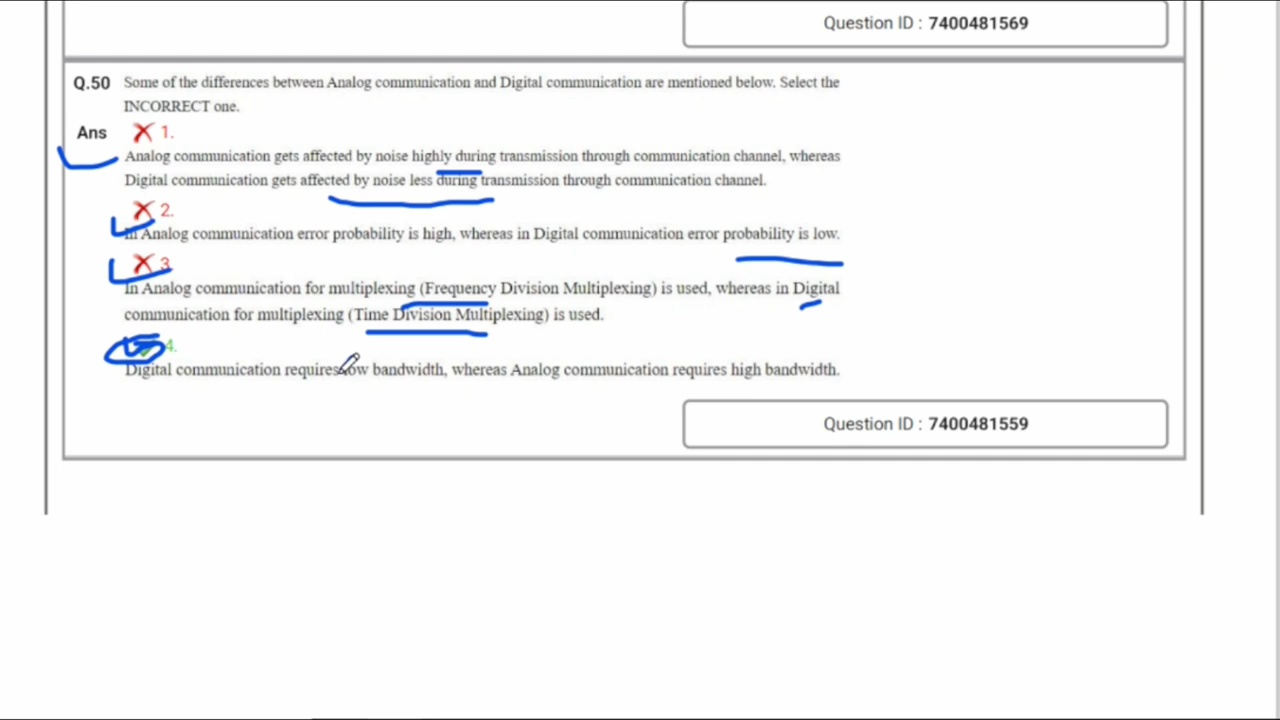 Question ID : 7400481569
Q.50 Some of the differences between Analog communication and Digital communication are mentioned below. Select the
INCORRECT one.
Ans 1.
Analog communication gets affected by noise highly during transmission through communication channel, whereas
Digital communication gets affected by noise less during transmission through communication channel.
2.
In Analog communication error probability is high, whereas in Digital communication error probability is low.
3.
In Analog communication for multiplexing (Frequency Division Multiplexing) is used, whereas in Digital
communication for multiplexing (Time Division Multiplexing) is used.
4.
Digital communication requires low bandwidth, whereas Analog communication requires high bandwidth.
Question ID : 7400481559